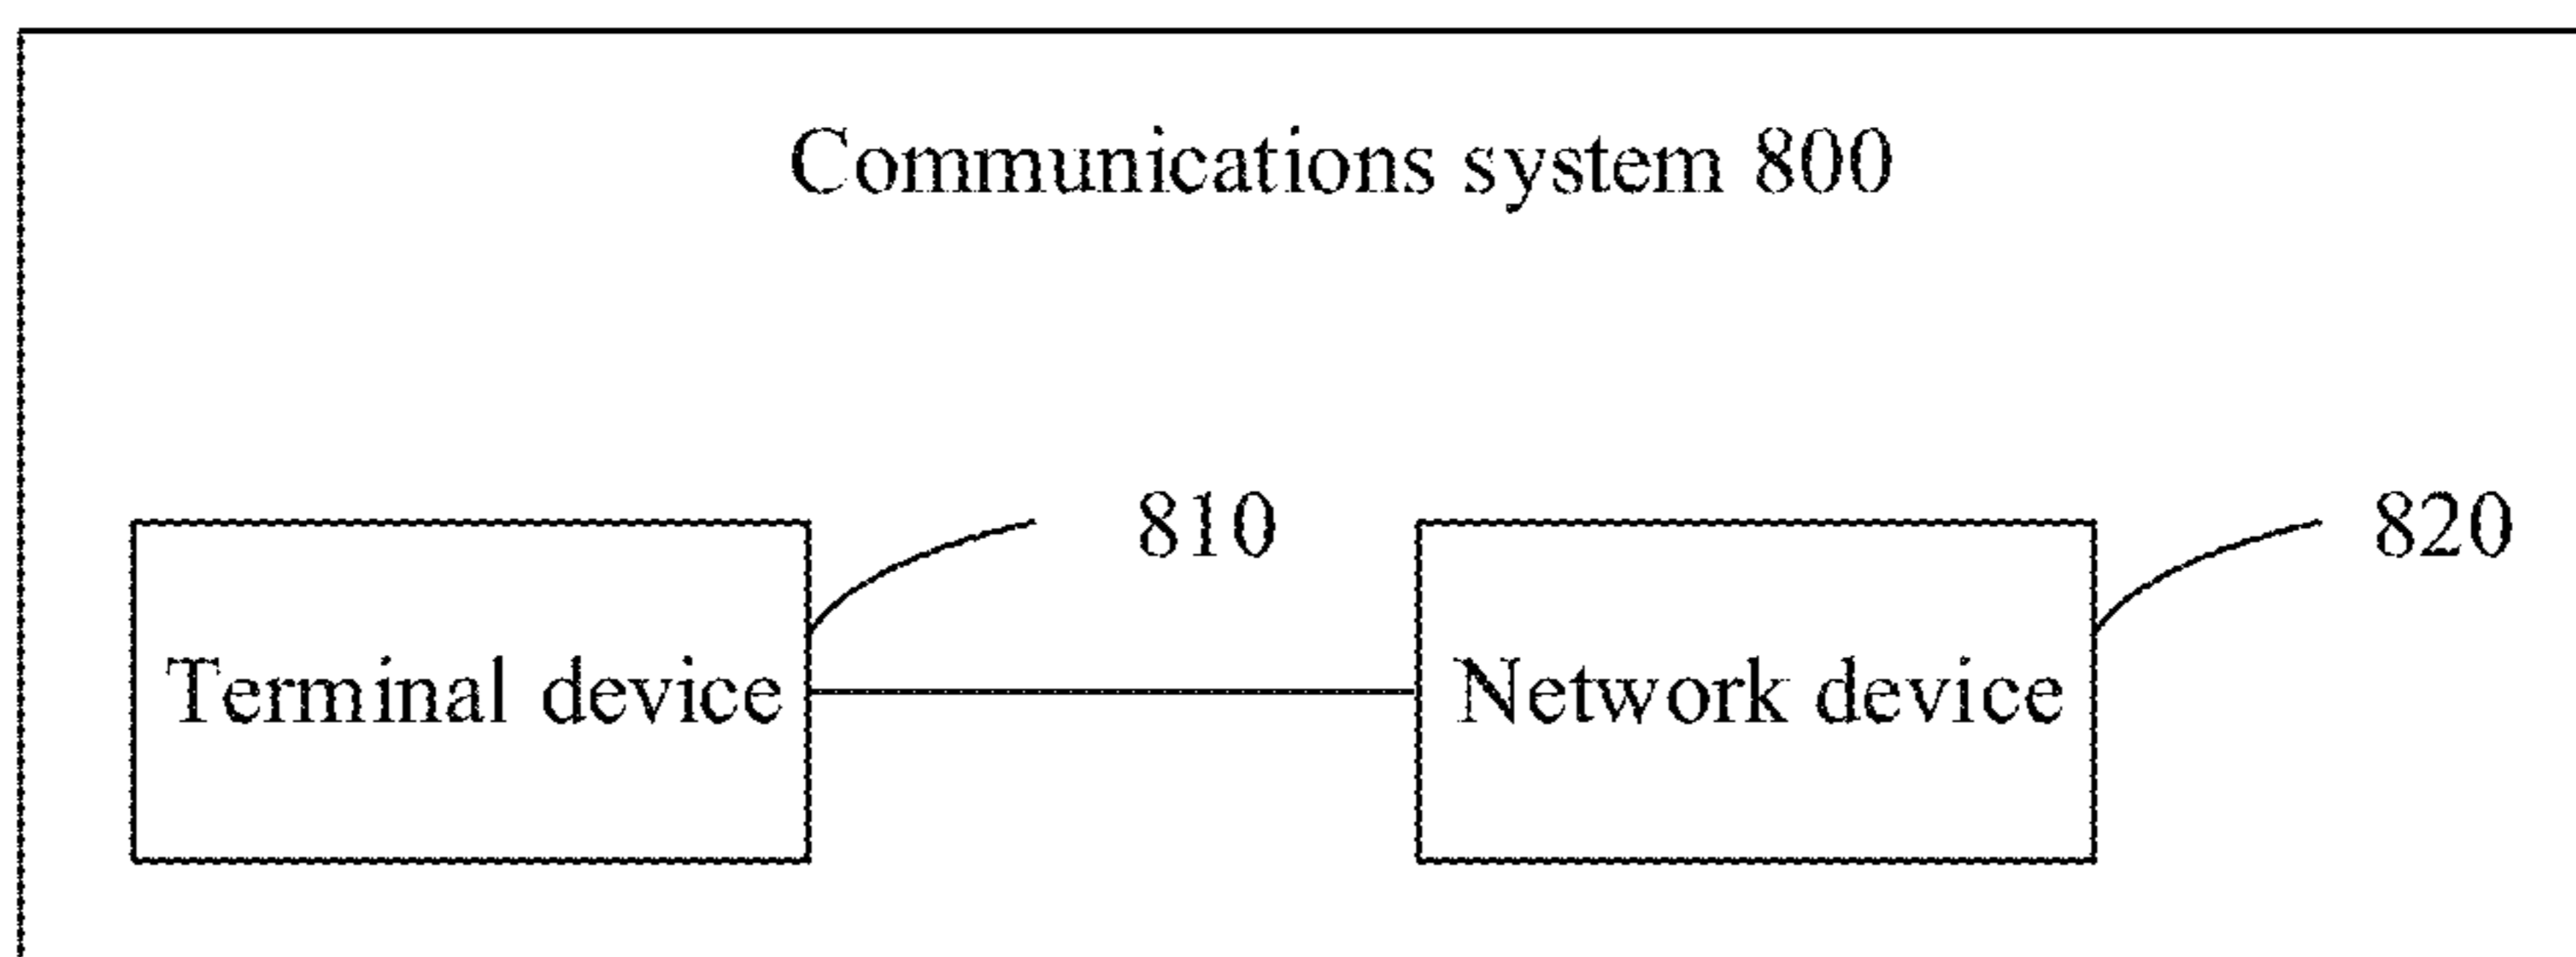 Communications system 800
810
820
Terminal device
Network device